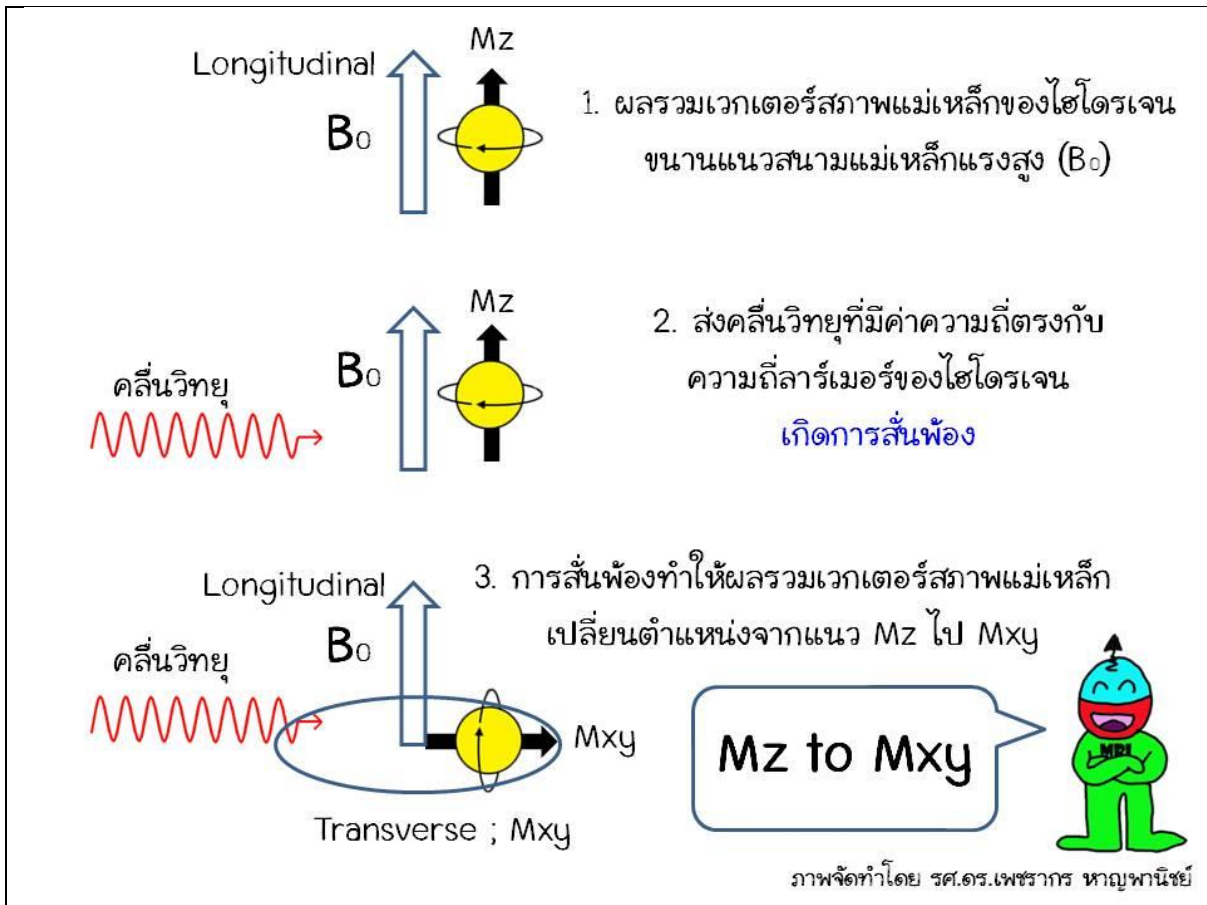 Longitudinal
Mz
B₀
1. ผลรวมเวกเตอร์สภาพแม่เหล็กของไฮโดรเจน
ขนานแนวสนามแม่เหล็กแรงสูง (B₀)
Mz
B₀
คลื่นวิทยุ
2. ส่งคลื่นวิทยุที่มีค่าความถี่ตรงกับ
ความถี่ลาร์เมอร์ของไฮโดรเจน
เกิดการสั่นพ้อง
Longitudinal
B₀
คลื่นวิทยุ
Mxy
Transverse ; Mxy
3. การสั่นพ้องทำให้ผลรวมเวกเตอร์สภาพแม่เหล็ก
เปลี่ยนตำแหน่งจากแนว Mz ไป Mxy
Mz to Mxy
MRI
ภาพจัดทำโดย รศ.ดร.เพชรากร หาญพานิชย์